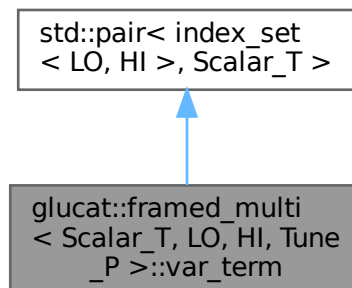 std::pair< index_set
< LO, HI >, Scalar_T >
glucat::framed_multi
< Scalar_T, LO, HI, Tune
_P >::var_term